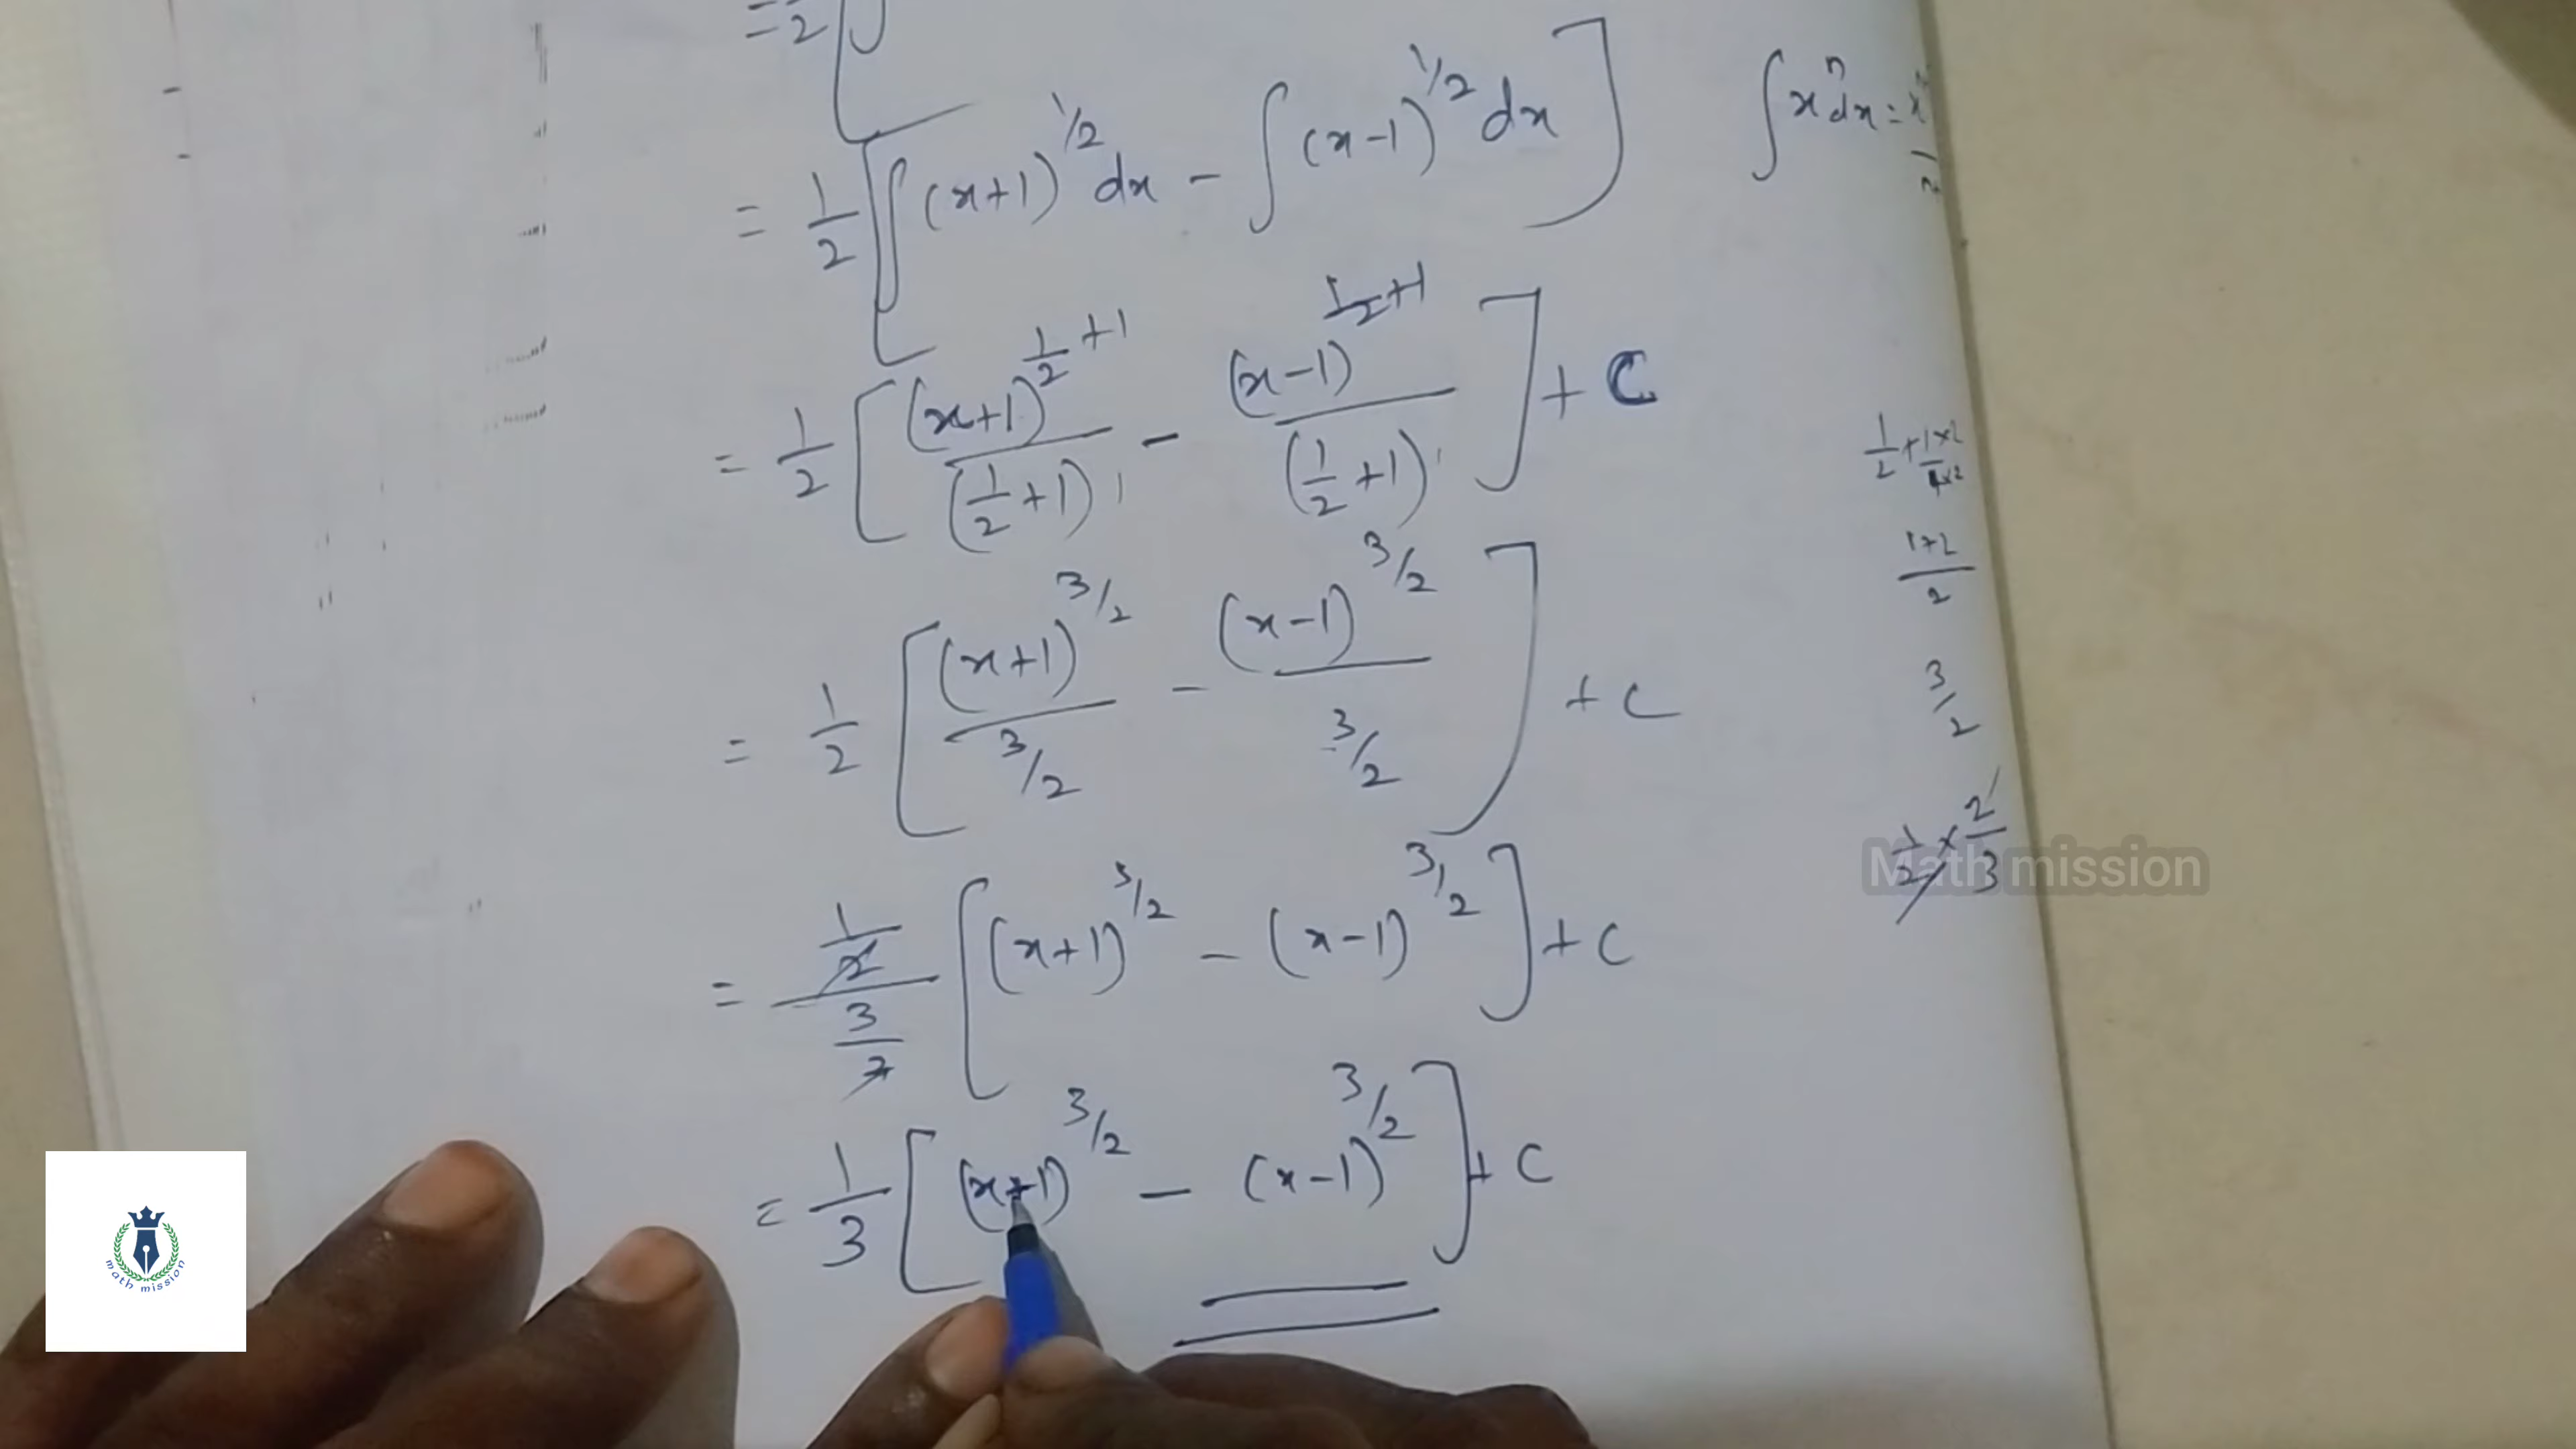 = 1/2 [∫
= 1/2 [∫(x+1)^1/2 dx - ∫(x-1)^1/2 dx]
∫x^n dx =
= 1/2 [(x+1)^(1/2 +1) / (1/2 +1) - (x-1)^(1/2 +1) / (1/2 +1)] + C
1/2 + 1×2/1×2
1+2/2
= 1/2 [(x+1)^3/2 / 3/2 - (x-1)^3/2 / 3/2] + C
3/2
1/2 × 2/3
Math mission
= 1/2 / 3/2 [(x+1)^3/2 - (x-1)^3/2] + C
= 1/3 [(x+1)^3/2 - (x-1)^3/2] + C
math mission